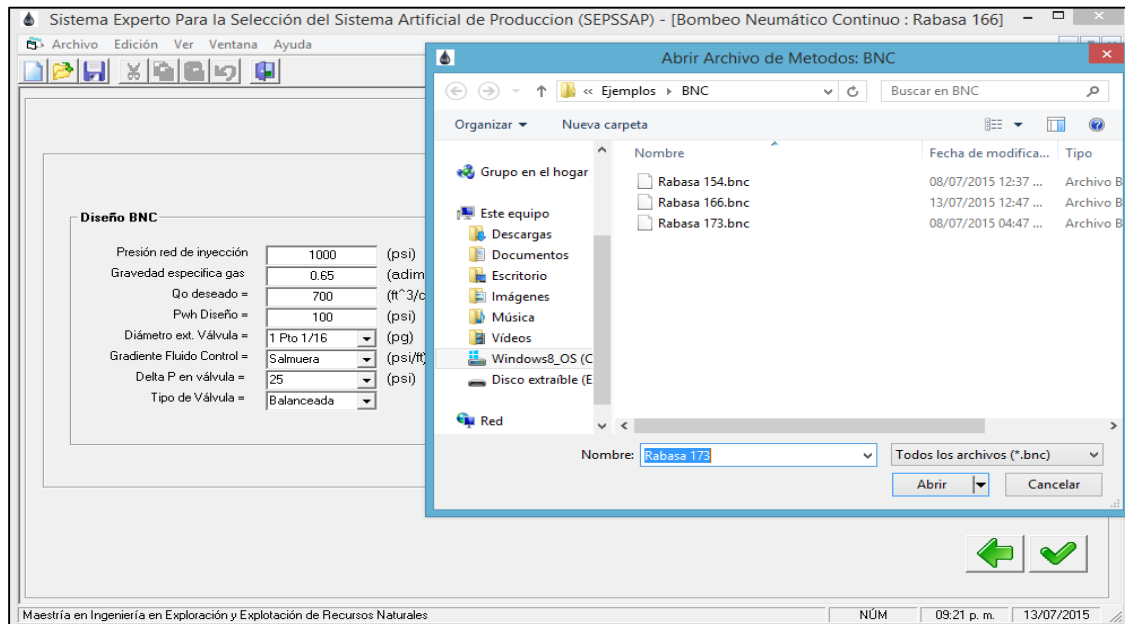 Sistema Experto Para la Selección del Sistema Artificial de Produccion (SEPSSAP) - [Bombeo Neumático Continuo : Rabasa 166]
Archivo Edición Ver Ventana Ayuda
Diseño BNC
Presión red de inyección 1000 (psi)
Gravedad especifica gas 0.65 (adim
Qo deseado = 700 (ft^3/c
Pwh Diseño = 100 (psi)
Diámetro ext. Válvula = 1 Pto 1/16 (pg)
Gradiente Fluido Control = Salmuera (psi/ft)
Delta P en válvula = 25 (psi)
Tipo de Válvula = Balanceada
Abrir Archivo de Metodos: BNC
« Ejemplos BNC
Buscar en BNC
Organizar Nueva carpeta
Grupo en el hogar
Este equipo
Descargas
Documentos
Escritorio
Imágenes
Música
Vídeos
Windows8_OS (C
Disco extraíble (E
Red
Nombre Fecha de modifica... Tipo
Rabasa 154.bnc 08/07/2015 12:37 ... Archivo B
Rabasa 166.bnc 13/07/2015 12:47 ... Archivo B
Rabasa 173.bnc 08/07/2015 04:47 ... Archivo B
Nombre: Rabasa 173 Todos los archivos (*.bnc)
Abrir Cancelar
Maestría en Ingeniería en Exploración y Explotación de Recursos Naturales NÚM 09:21 p. m. 13/07/2015